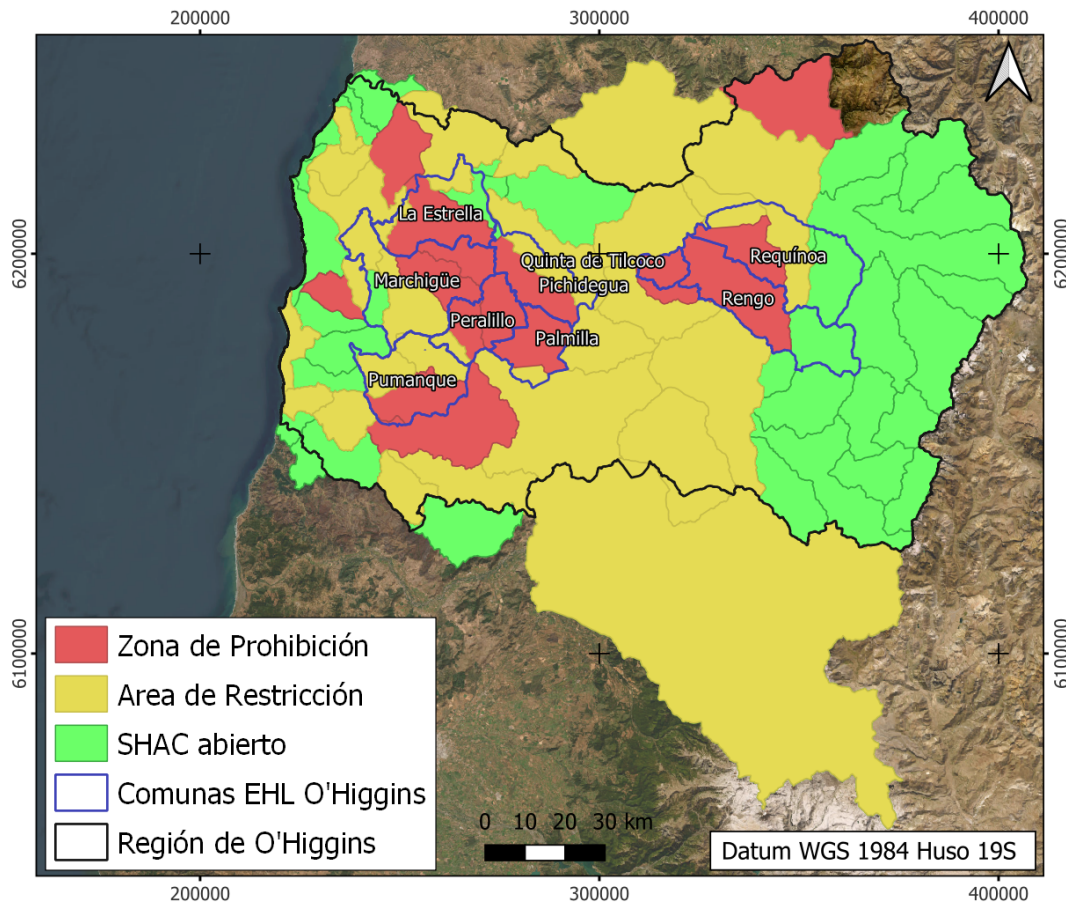 200000
300000
400000
6200000
6200000
La Estrella
Quinta de Tilcoco
Requínoa
Marchigüe
Pichidegua
Rengo
Peralillo
Palmilla
Pumanque
6100000
6100000
Zona de Prohibición
Area de Restricción
SHAC abierto
Comunas EHL O'Higgins
Región de O'Higgins
0 10 20 30 km
Datum WGS 1984 Huso 19S
200000
300000
400000